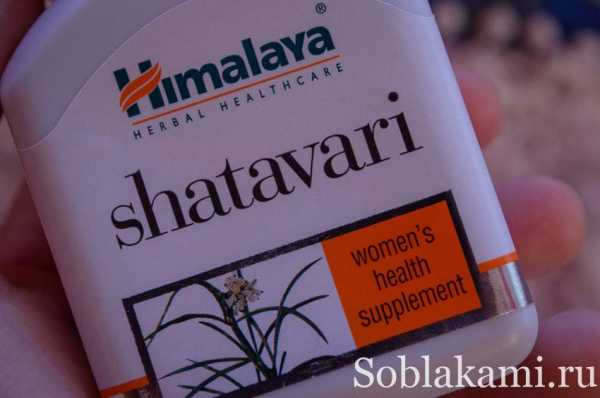 Himalaya®
HERBAL HEALTHCARE
shatavari
women's
health
supplement
Soblakami.ru